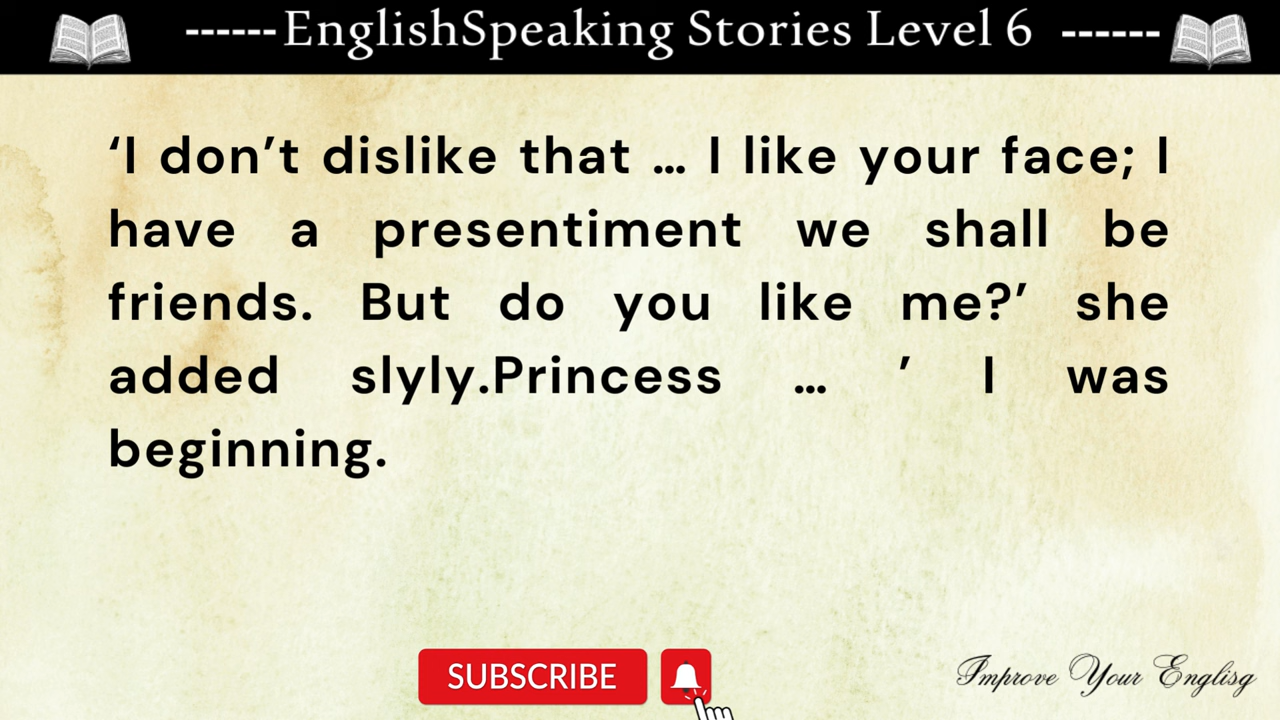 ------EnglishSpeaking Stories Level 6 ------
‘I don’t dislike that … I like your face; I
have a presentiment we shall be
friends. But do you like me?’ she
added slyly.Princess … ’ I was
beginning.
SUBSCRIBE
Improve Your Englisg